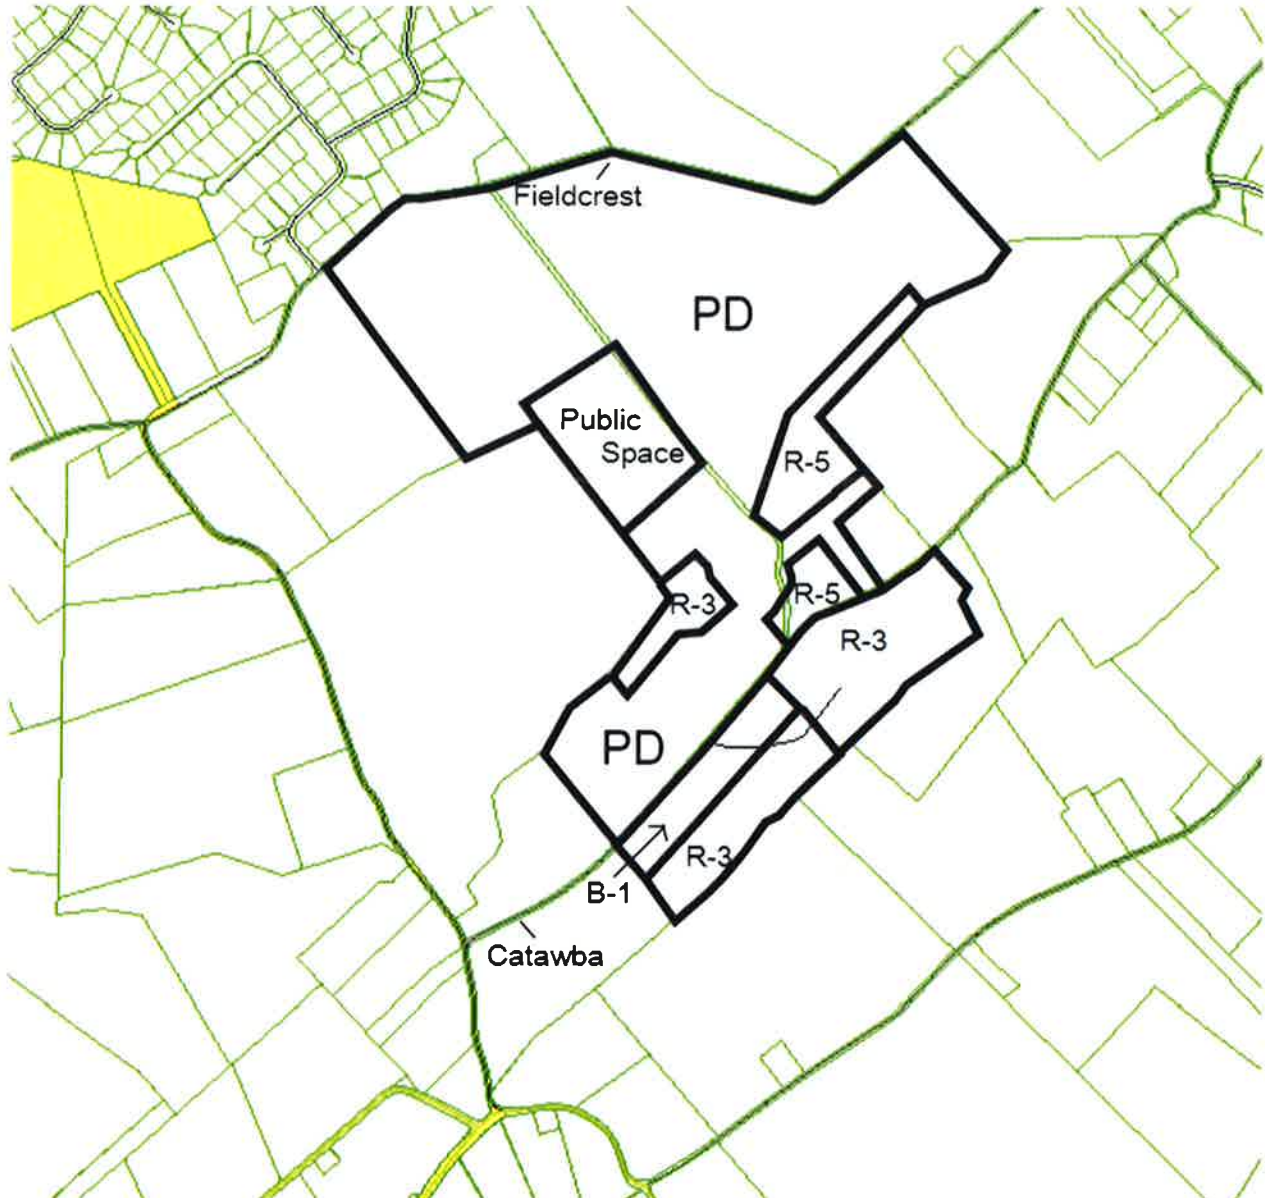 Fieldcrest
PD
Public
Space
R-5
R-5
R-3
R-3
PD
R-3
B-1
Catawba